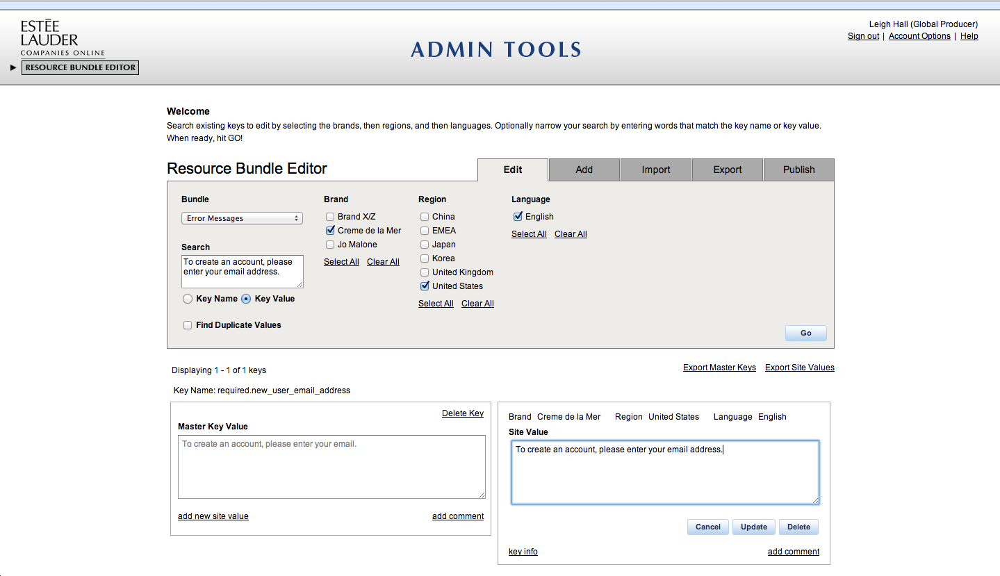 ESTĒE
LAUDER
COMPANIES ONLINE
RESOURCE BUNDLE EDITOR
ADMIN TOOLS
Leigh Hall (Global Producer)
Sign out | Account Options | Help
Welcome
Search existing keys to edit by selecting the brands, then regions, and then languages. Optionally narrow your search by entering words that match the key name or key value.
When ready, hit GO!
Resource Bundle Editor
Edit
Add
Import
Export
Publish
Bundle
Error Messages
Search
To create an account, please
enter your email address.
Key Name Key Value
Find Duplicate Values
Brand
Brand X/Z
Creme de la Mer
Jo Malone
Select All Clear All
Region
China
EMEA
Japan
Korea
United Kingdom
United States
Select All Clear All
Language
English
Select All Clear All
Go
Displaying 1 - 1 of 1 keys
Export Master Keys Export Site Values
Key Name: required.new_user_email_address
Delete Key
Master Key Value
To create an account, please enter your email.
add new site value add comment
Brand Creme de la Mer Region United States Language English
Site Value
To create an account, please enter your email address.
Cancel Update Delete
key info add comment